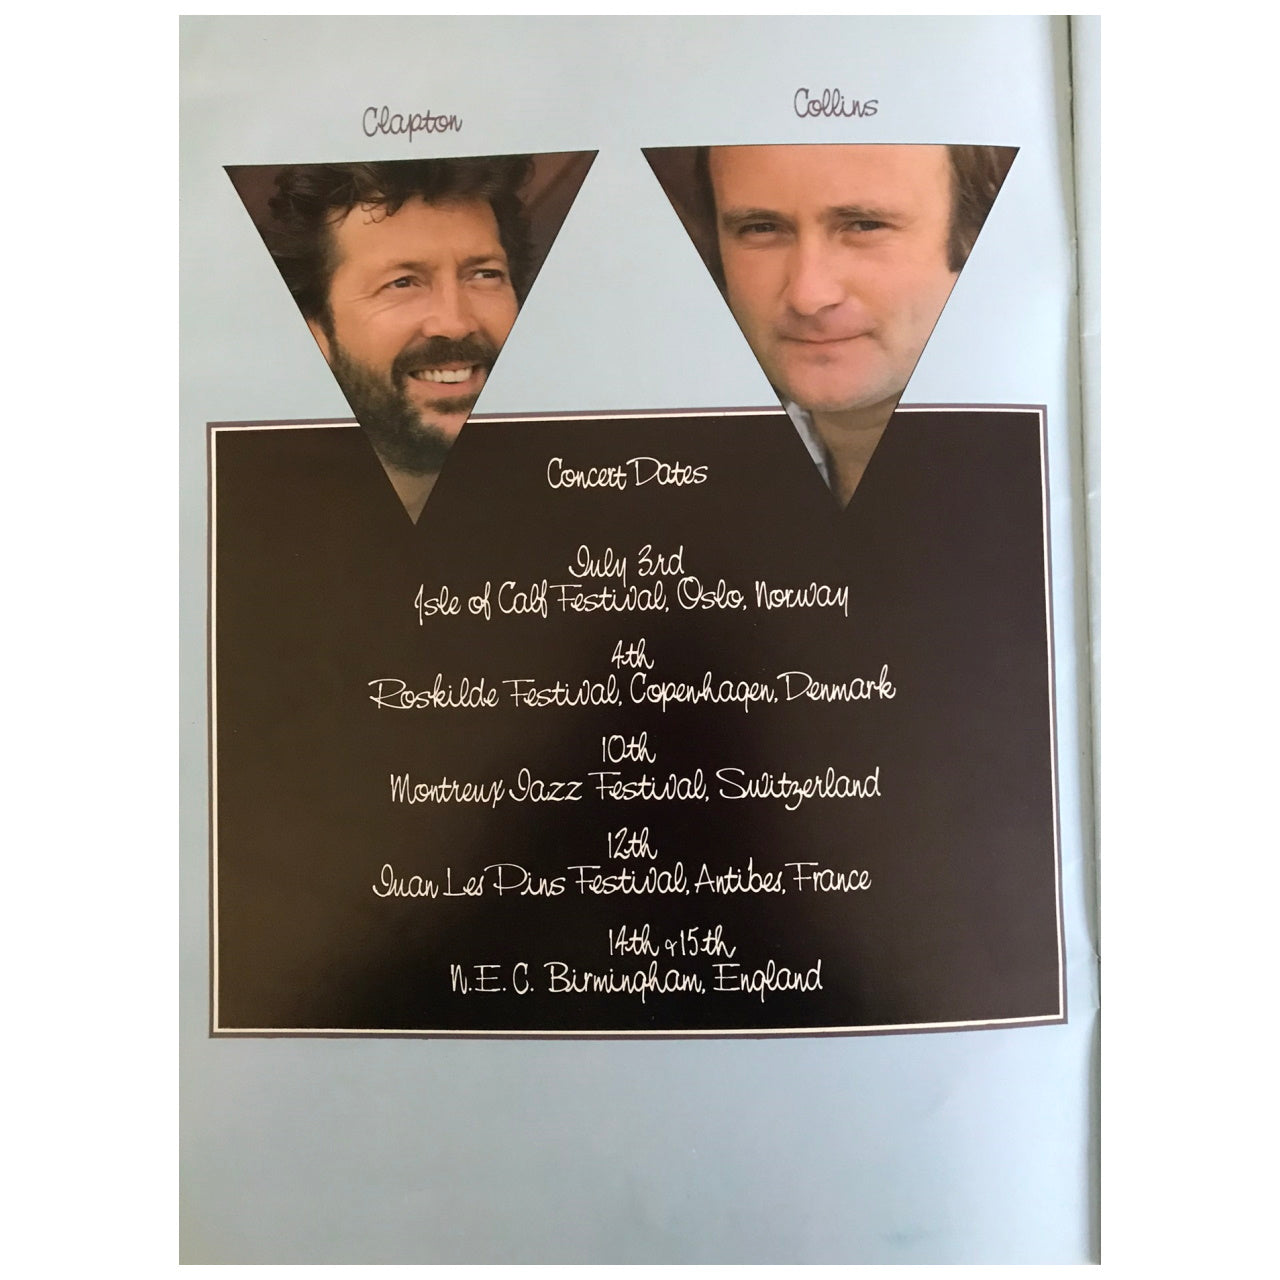 Clapton
Collins
Concert Dates
July 3rd
Isle of Calf Festival, Oslo, Norway
4th
Roskilde Festival, Copenhagen, Denmark
10th
Montreux Jazz Festival, Switzerland
12th
Juan Les Pins Festival, Antibes, France
14th & 15th
N.E.C. Birmingham, England